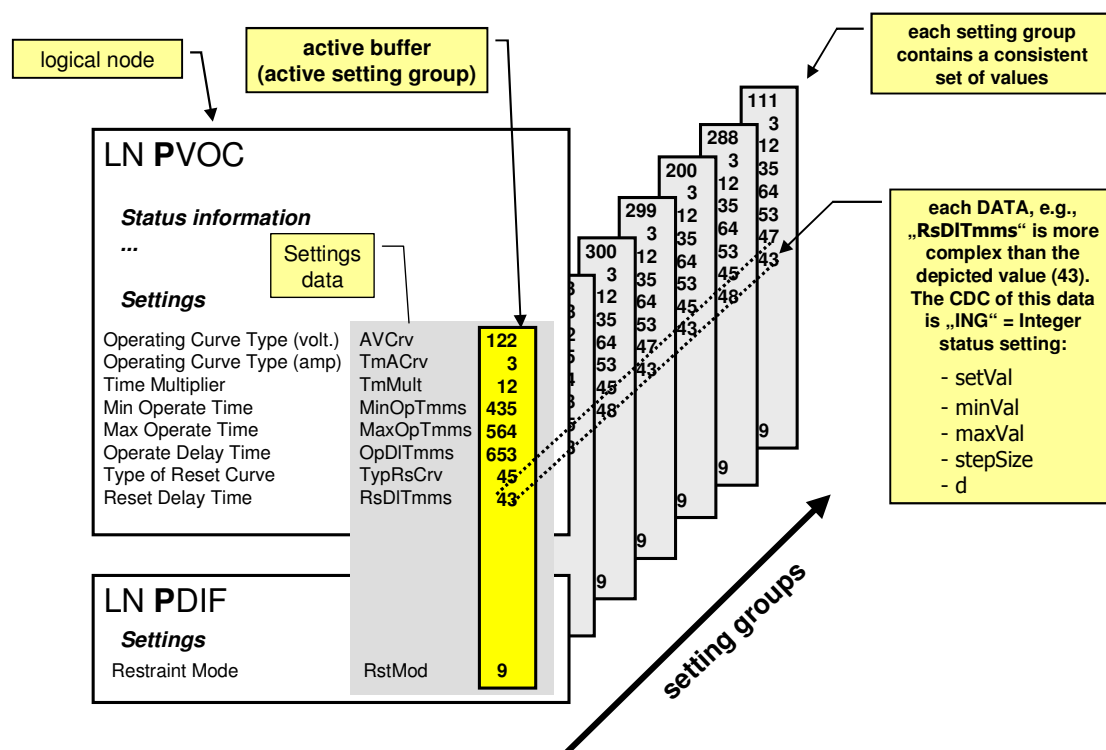 logical node
active buffer
(active setting group)
each setting group
contains a consistent
set of values
LN PVOC
Status information
...
Settings
Settings
data
Operating Curve Type (volt.) AVCrv 122
Operating Curve Type (amp) TmACrv 3
Time Multiplier TmMult 12
Min Operate Time MinOpTmms 435
Max Operate Time MaxOpTmms 564
Operate Delay Time OpDlTmms 653
Type of Reset Curve TypRsCrv 45
Reset Delay Time RsDlTmms 43
LN PDIF
Settings
Restraint Mode RstMod 9
300
3
12
35
64
53
45
48
9
299
3
12
35
64
53
47
43
9
200
3
12
35
64
53
45
43
9
288
3
12
35
64
53
45
48
9
111
3
12
35
64
53
47
43
9
each DATA, e.g.,
„RsDlTmms“ is more
complex than the
depicted value (43).
The CDC of this data
is „ING“ = Integer
status setting:
- setVal
- minVal
- maxVal
- stepSize
- d
setting groups